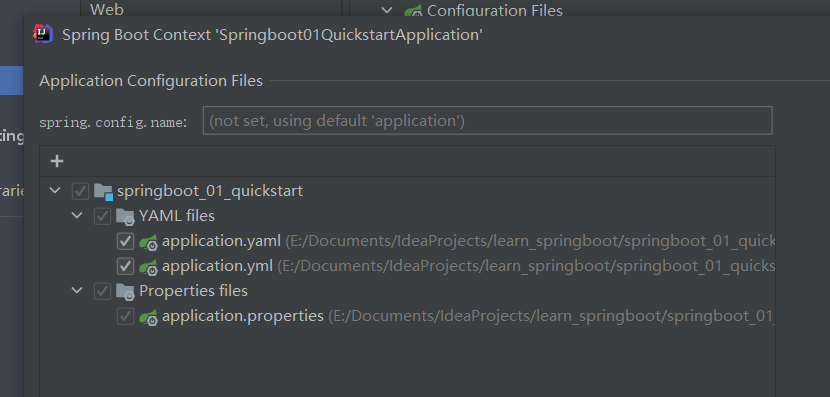 Web
Configuration Files
Spring Boot Context 'Springboot01QuickstartApplication'
Application Configuration Files
spring.config.name:
(not set, using default 'application')
springboot_01_quickstart
YAML files
application.yaml (E:/Documents/IdeaProjects/learn_springboot/springboot_01_quick
application.yml (E:/Documents/IdeaProjects/learn_springboot/springboot_01_quicks
Properties files
application.properties (E:/Documents/IdeaProjects/learn_springboot/springboot_01_